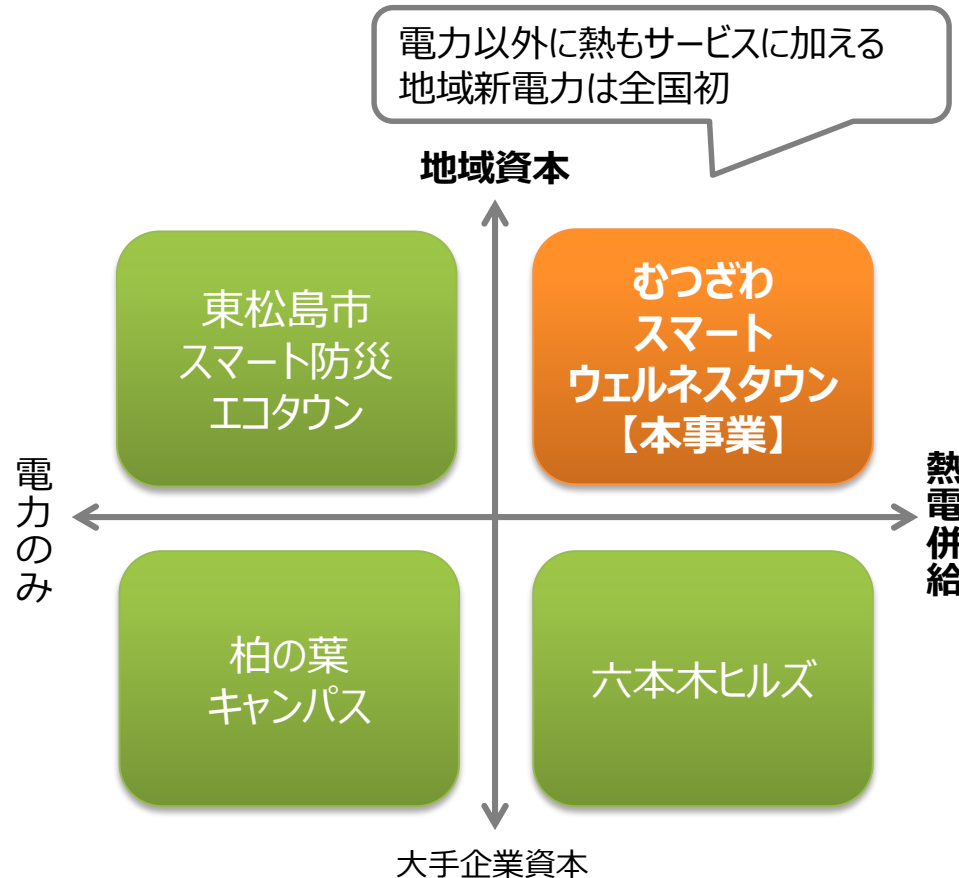 電力以外に熱もサービスに加える
地域新電力は全国初
地域資本
東松島市
スマート防災
エコタウン
むつざわ
スマート
ウェルネスタウン
【本事業】
電力のみ
熱電併給
柏の葉
キャンパス
六本木ヒルズ
大手企業資本